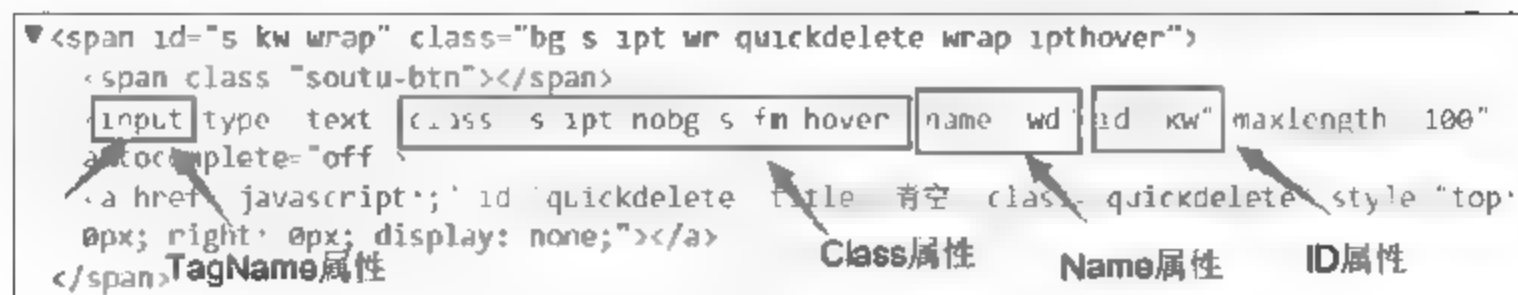 ▼<span id="s kw wrap" class="bg s ipt wr quickdelete wrap ipthover">
<span class "soutu-btn"></span>
<input type text class s ipt nobg s fm hover name wd" id kw" maxlength 100"
autocomplete="off >
<a href javascript:;' id quickdelete title 清空 class- quickdelete' style "top:
0px; right: 0px; display: none;"></a>
</span>
TagName属性 Class属性 Name属性 ID属性